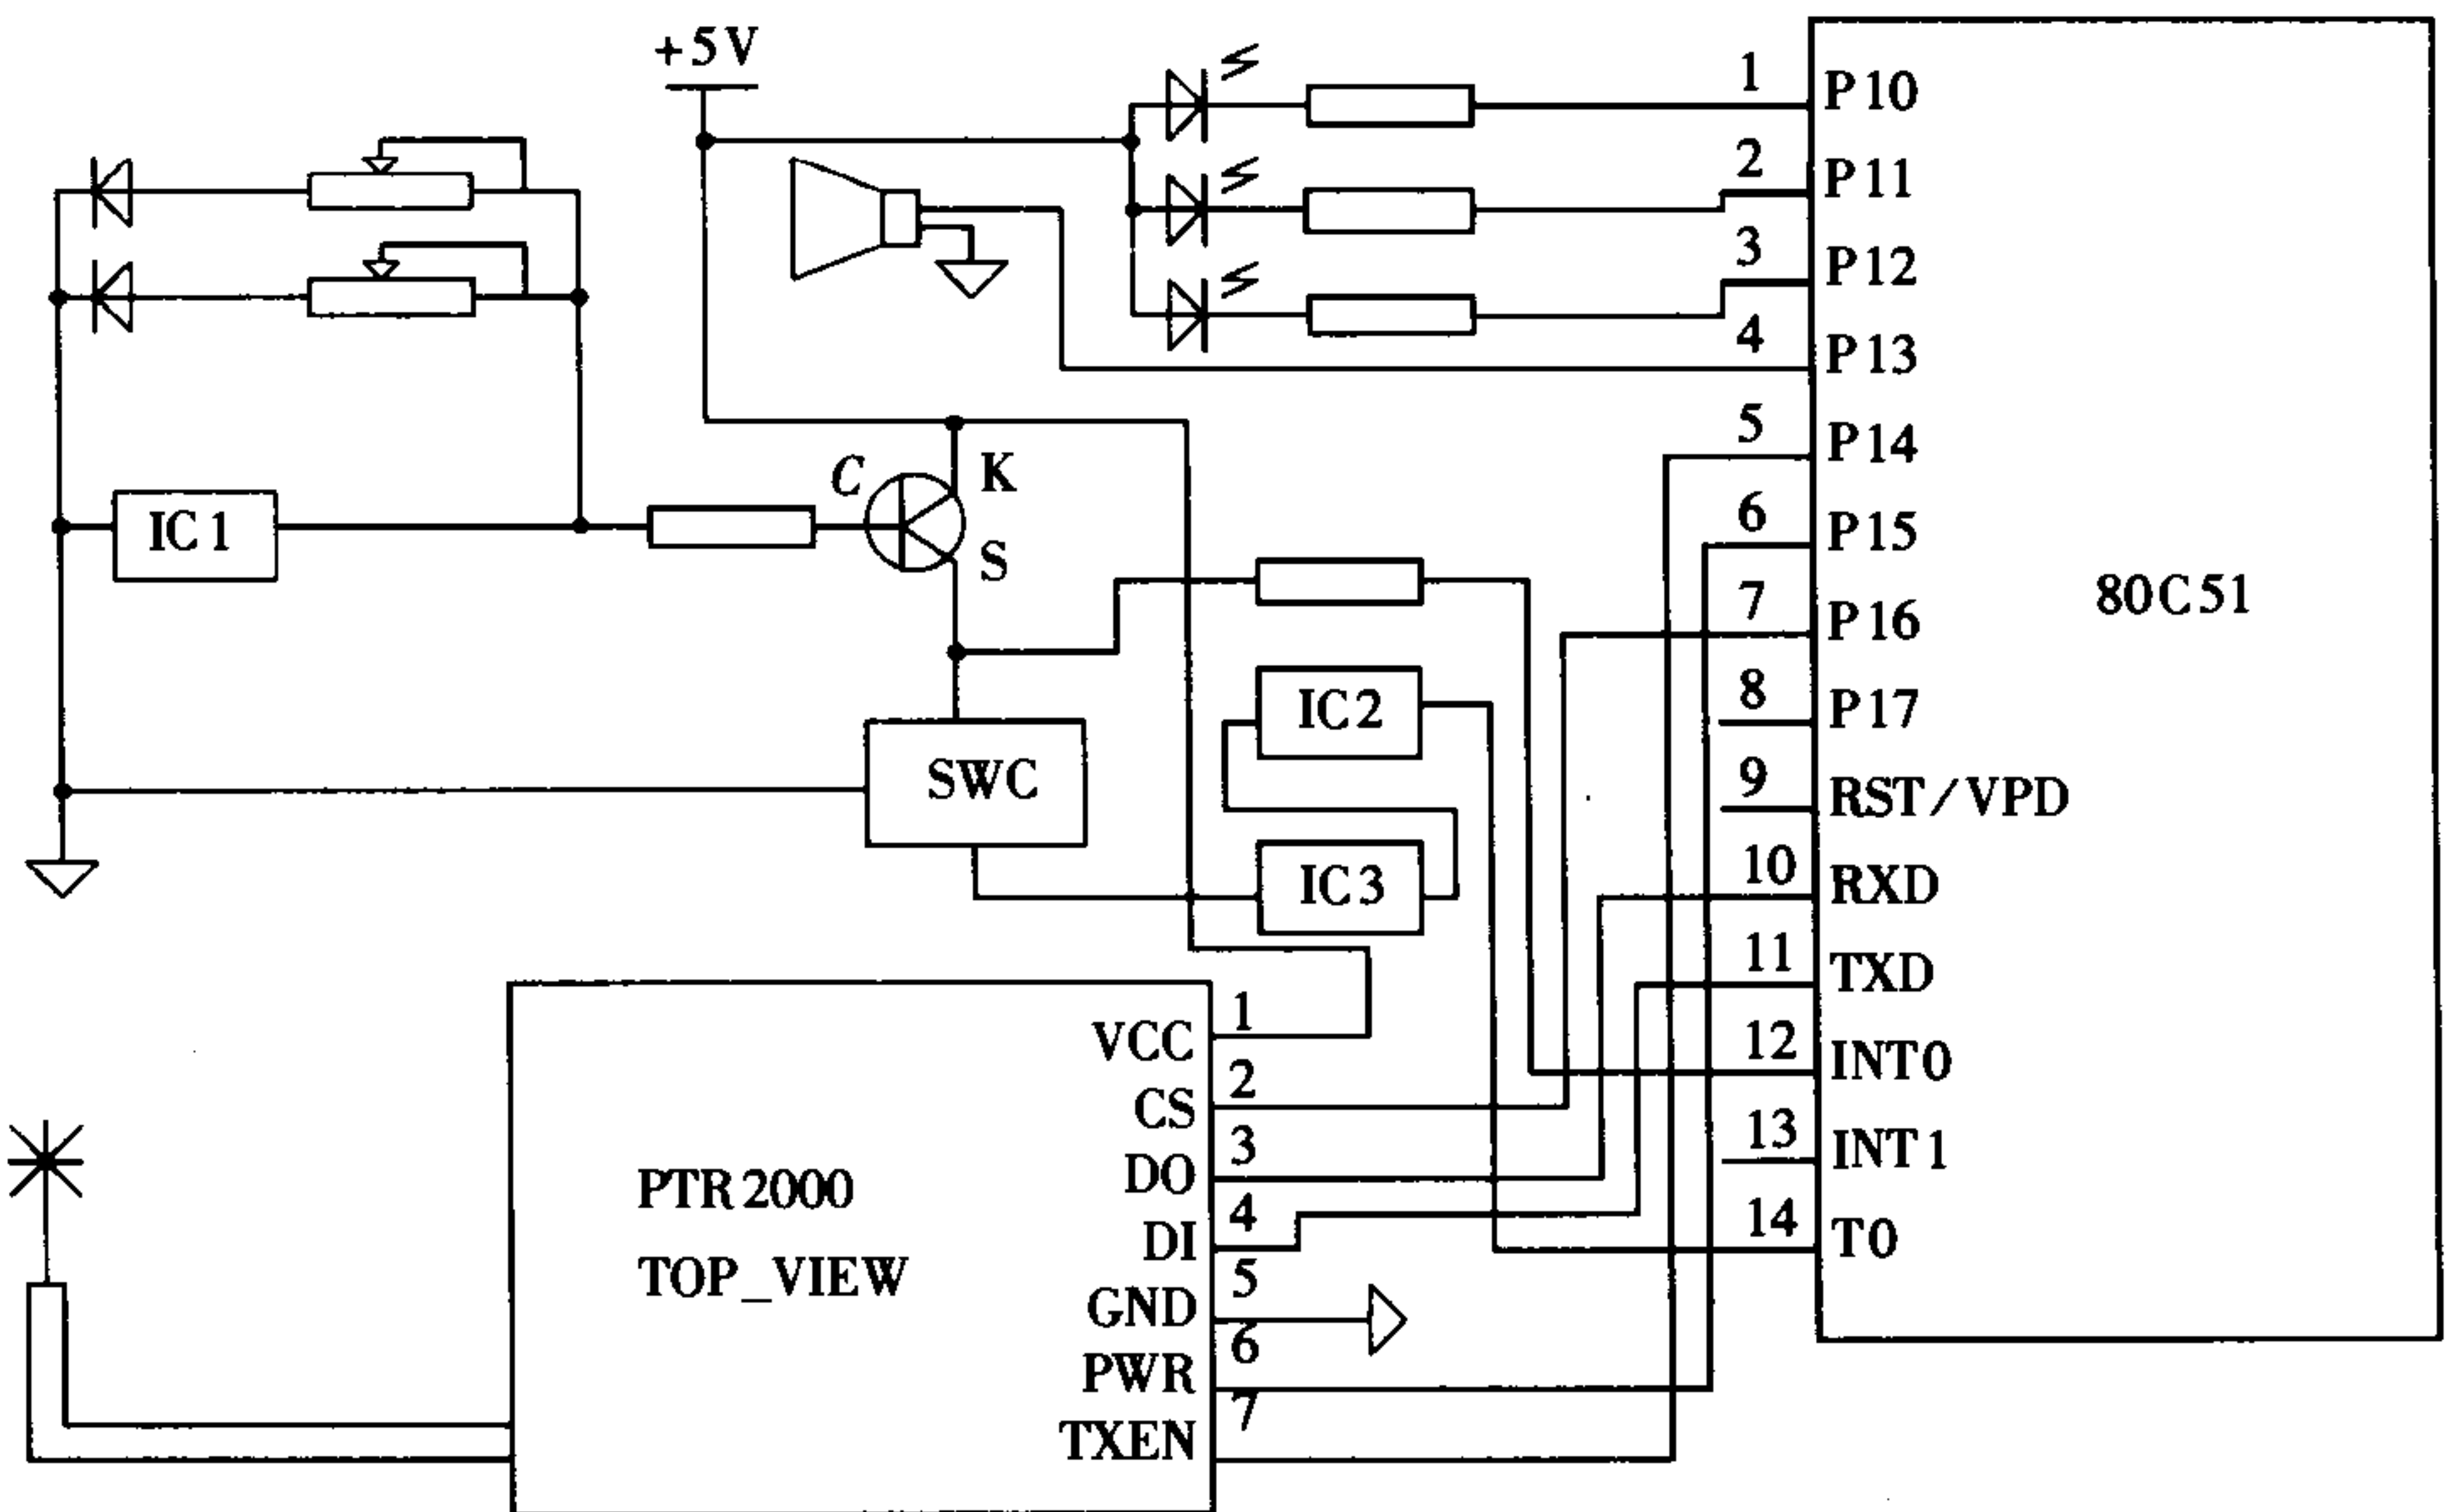 +5V
1
P10
2
P11
3
P12
4
P13
5
P14
6
P15
7
P16
8
P17
9
RST/VPD
10
RXD
11
TXD
12
INT0
13
INT1
14
T0
80C51
C
K
S
IC1
SWC
IC2
IC3
PTR2000
TOP_VIEW
VCC
1
CS
2
DO
3
DI
4
GND
5
PWR
6
TXEN
7